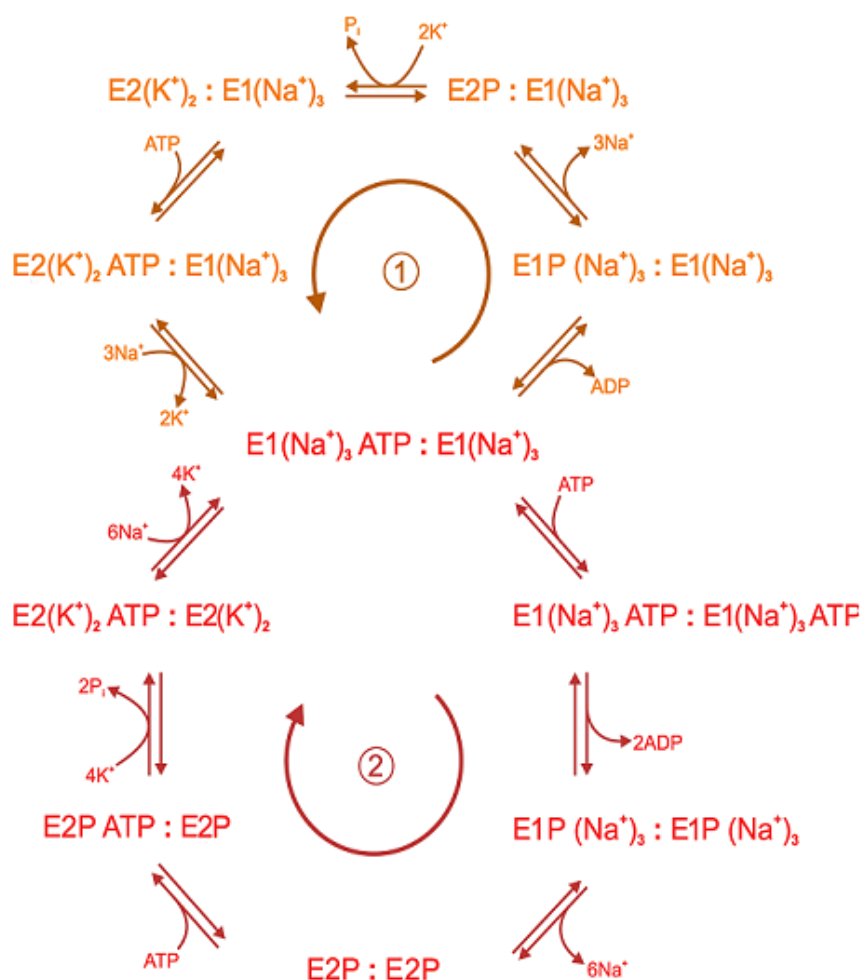 Pᵢ 2K⁺
E2(K⁺)₂ : E1(Na⁺)₃ E2P : E1(Na⁺)₃
ATP 3Na⁺
E2(K⁺)₂ ATP : E1(Na⁺)₃ ① E1P (Na⁺)₃ : E1(Na⁺)₃
3Na⁺ ADP
2K⁺
E1(Na⁺)₃ ATP : E1(Na⁺)₃
4K⁺ ATP
6Na⁺
E2(K⁺)₂ ATP : E2(K⁺)₂ E1(Na⁺)₃ ATP : E1(Na⁺)₃ ATP
2Pᵢ
② 2ADP
4K⁺
E2P ATP : E2P E1P (Na⁺)₃ : E1P (Na⁺)₃
ATP E2P : E2P 6Na⁺